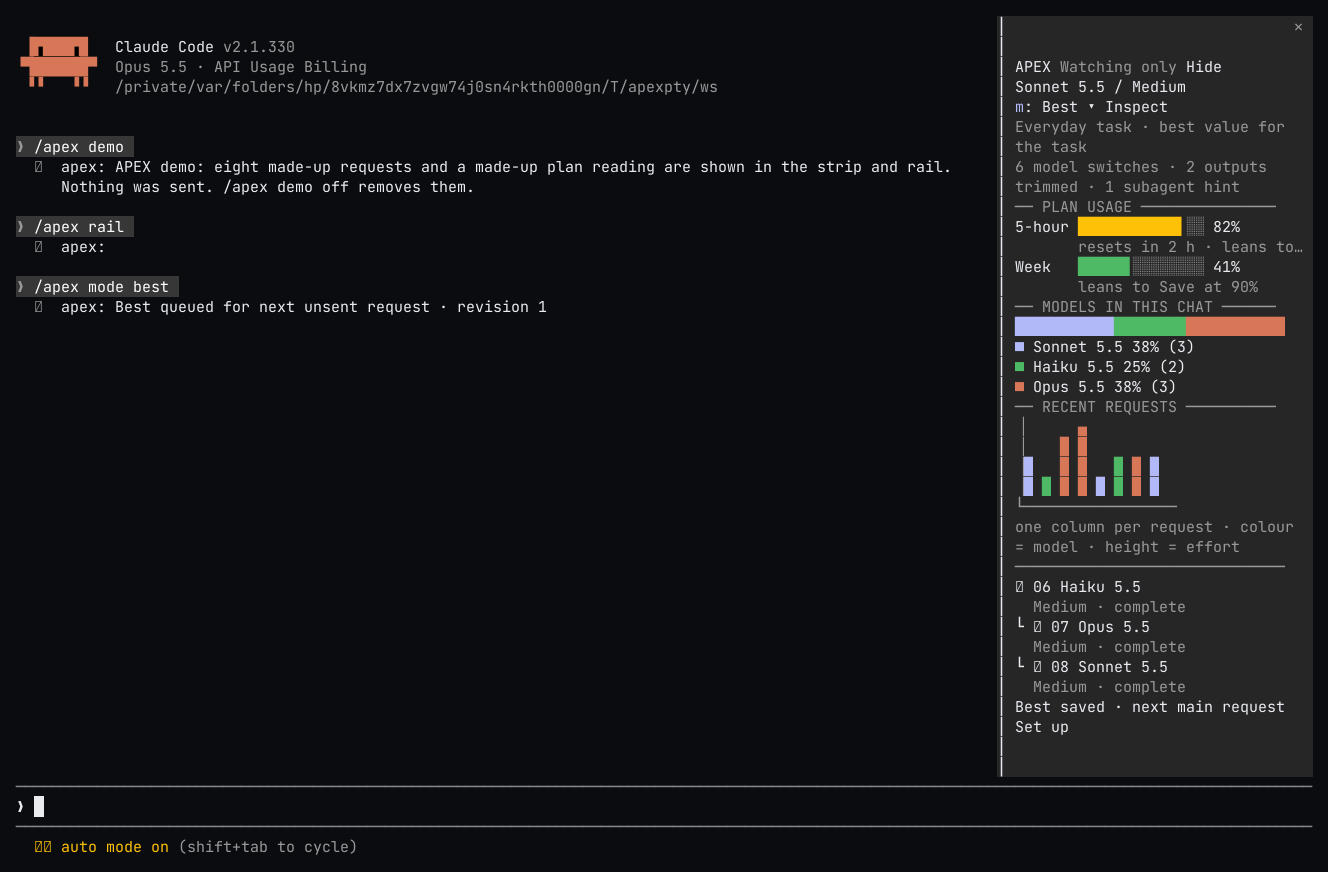 Claude Code v2.1.330
Opus 5.5 · API Usage Billing
/private/var/folders/hp/8vkmz7dx7zvgw74j0sn4rkth0000gn/T/apexpty/ws
❯ /apex demo
apex: APEX demo: eight made-up requests and a made-up plan reading are shown in the strip and rail.
Nothing was sent. /apex demo off removes them.
❯ /apex rail
apex:
❯ /apex mode best
apex: Best queued for next unsent request · revision 1
×
APEX Watching only Hide
Sonnet 5.5 / Medium
m: Best ▾ Inspect
Everyday task · best value for
the task
6 model switches · 2 outputs
trimmed · 1 subagent hint
── PLAN USAGE ───────────────
5-hour 82%
resets in 2 h · leans to…
Week 41%
leans to Save at 90%
── MODELS IN THIS CHAT ──────
■ Sonnet 5.5 38% (3)
■ Haiku 5.5 25% (2)
■ Opus 5.5 38% (3)
── RECENT REQUESTS ──────────
one column per request · colour
= model · height = effort
06 Haiku 5.5
Medium · complete
└ 07 Opus 5.5
Medium · complete
└ 08 Sonnet 5.5
Medium · complete
Best saved · next main request
Set up
❯
auto mode on (shift+tab to cycle)